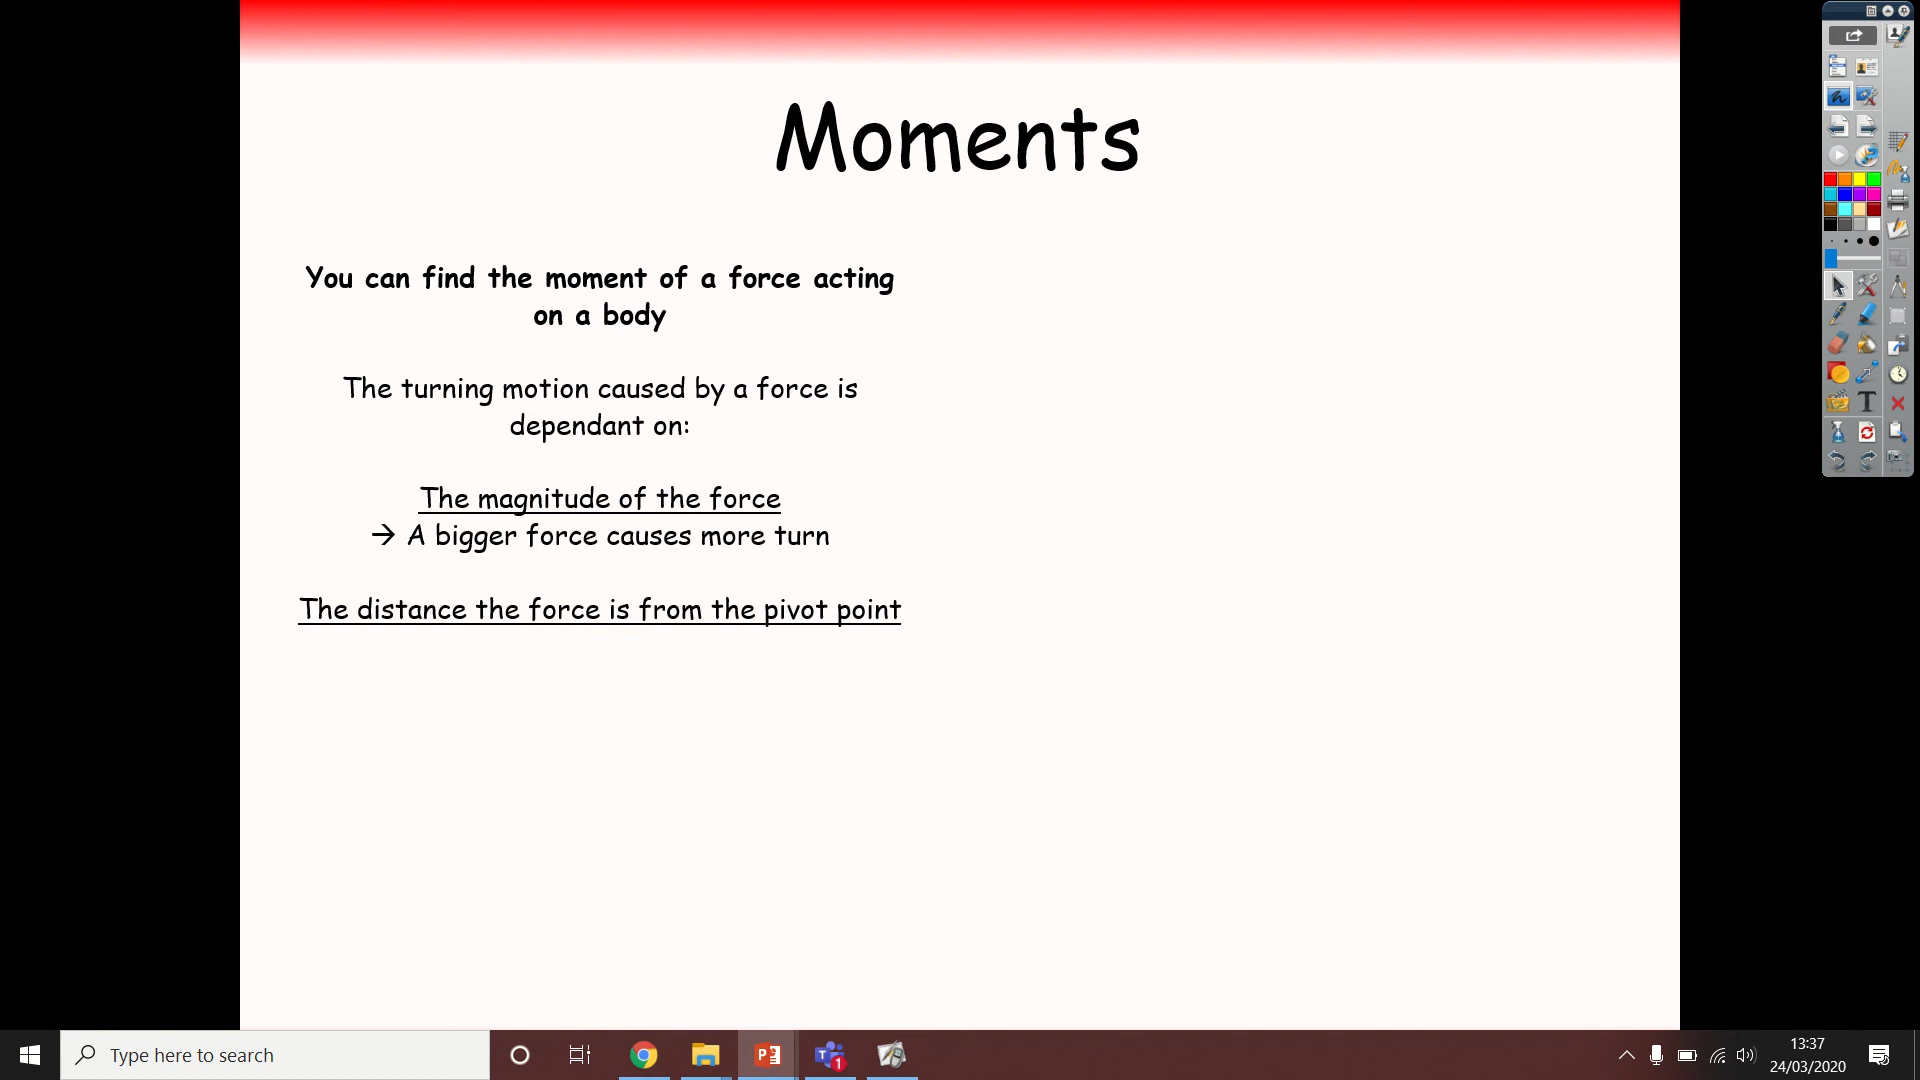 Moments
You can find the moment of a force acting
on a body
The turning motion caused by a force is
dependant on:
The magnitude of the force
→ A bigger force causes more turn
The distance the force is from the pivot point
Type here to search
13:37
24/03/2020